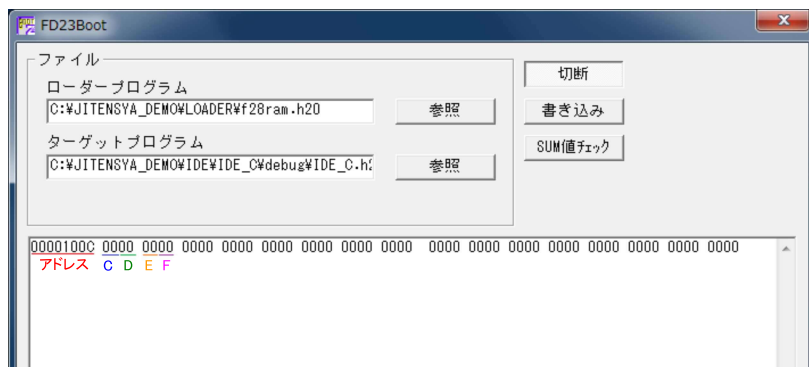 FD23Boot
ファイル
ローダープログラム
C:¥JITENSYA_DEMO¥LOADER¥f28ram.h20
参照
ターゲットプログラム
C:¥JITENSYA_DEMO¥IDE¥IDE_C¥debug¥IDE_C.h2
参照
切断
書き込み
SUM値チェック
0000100C 0000 0000 0000 0000 0000 0000 0000 0000 0000 0000 0000 0000 0000 0000 0000 0000
アドレス C D E F